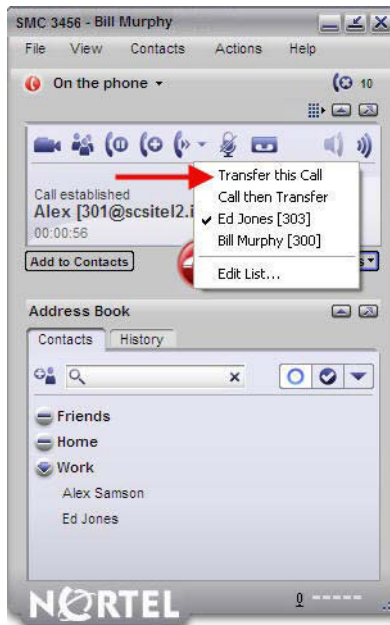 SMC 3456 - Bill Murphy
File View Contacts Actions Help
On the phone
10
Transfer this Call
Call then Transfer
Ed Jones [303]
Bill Murphy [300]
Edit List...
Call established
Alex [301@scsitel2.i
00:00:56
Add to Contacts
Address Book
Contacts History
Friends
Home
Work
Alex Samson
Ed Jones
NORTEL
0